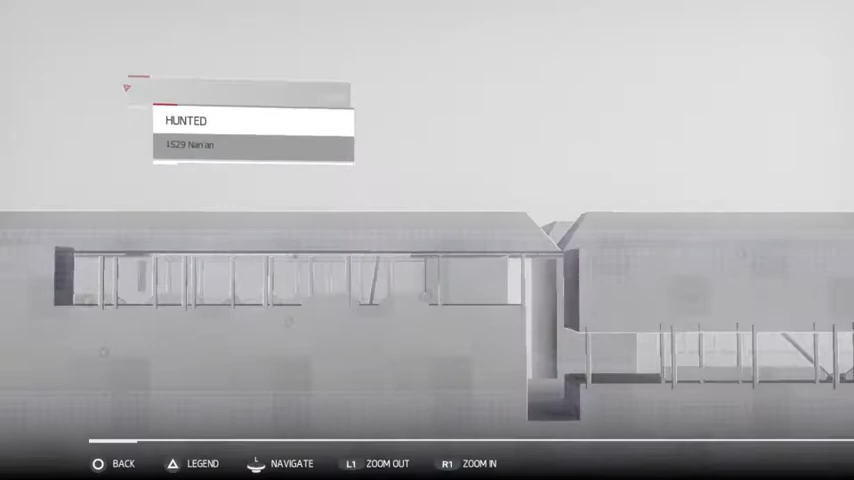 HUNTED
1529 Nan'an
BACK
LEGEND
L
NAVIGATE
L1 ZOOM OUT
R1 ZOOM IN